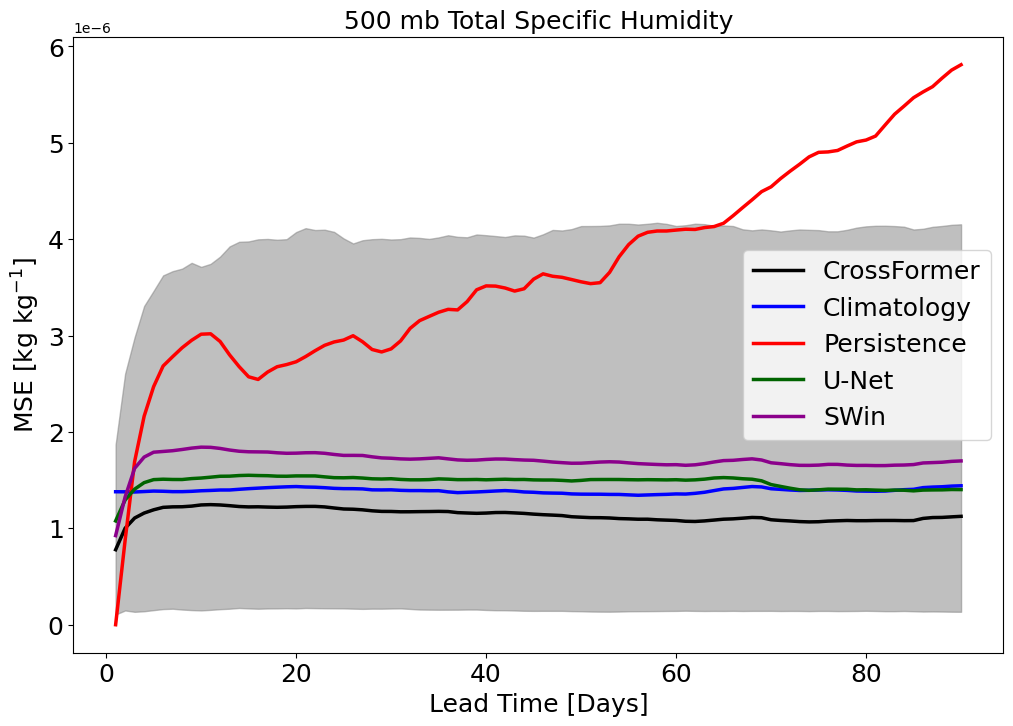 500 mb Total Specific Humidity
1e−6
6
5
4
3
2
1
0
MSE [kg kg⁻¹]
CrossFormer
Climatology
Persistence
U-Net
SWin
0 20 40 60 80
Lead Time [Days]